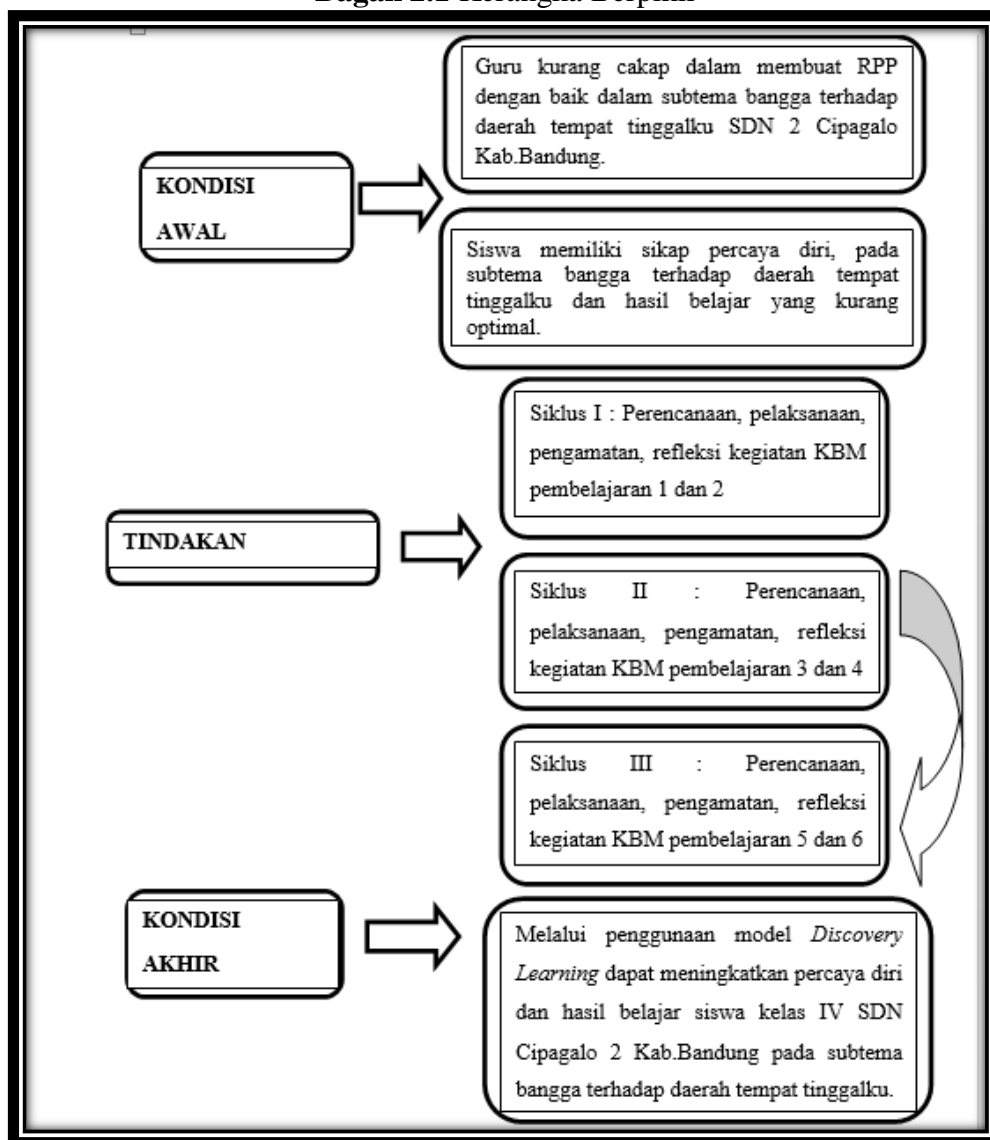 Bagan 2.1 Kerangka Berpikir
Guru kurang cakap dalam membuat RPP
dengan baik dalam subtema bangga terhadap
daerah tempat tinggalku SDN 2 Cipagalo
Kab.Bandung.
KONDISI
AWAL
Siswa memiliki sikap percaya diri, pada
subtema bangga terhadap daerah tempat
tinggalku dan hasil belajar yang kurang
optimal.
Siklus I : Perencanaan, pelaksanaan,
pengamatan, refleksi kegiatan KBM
pembelajaran 1 dan 2
TINDAKAN
Siklus II : Perencanaan,
pelaksanaan, pengamatan, refleksi
kegiatan KBM pembelajaran 3 dan 4
Siklus III : Perencanaan,
pelaksanaan, pengamatan, refleksi
kegiatan KBM pembelajaran 5 dan 6
KONDISI
AKHIR
Melalui penggunaan model Discovery
Learning dapat meningkatkan percaya diri
dan hasil belajar siswa kelas IV SDN
Cipagalo 2 Kab.Bandung pada subtema
bangga terhadap daerah tempat tinggalku.